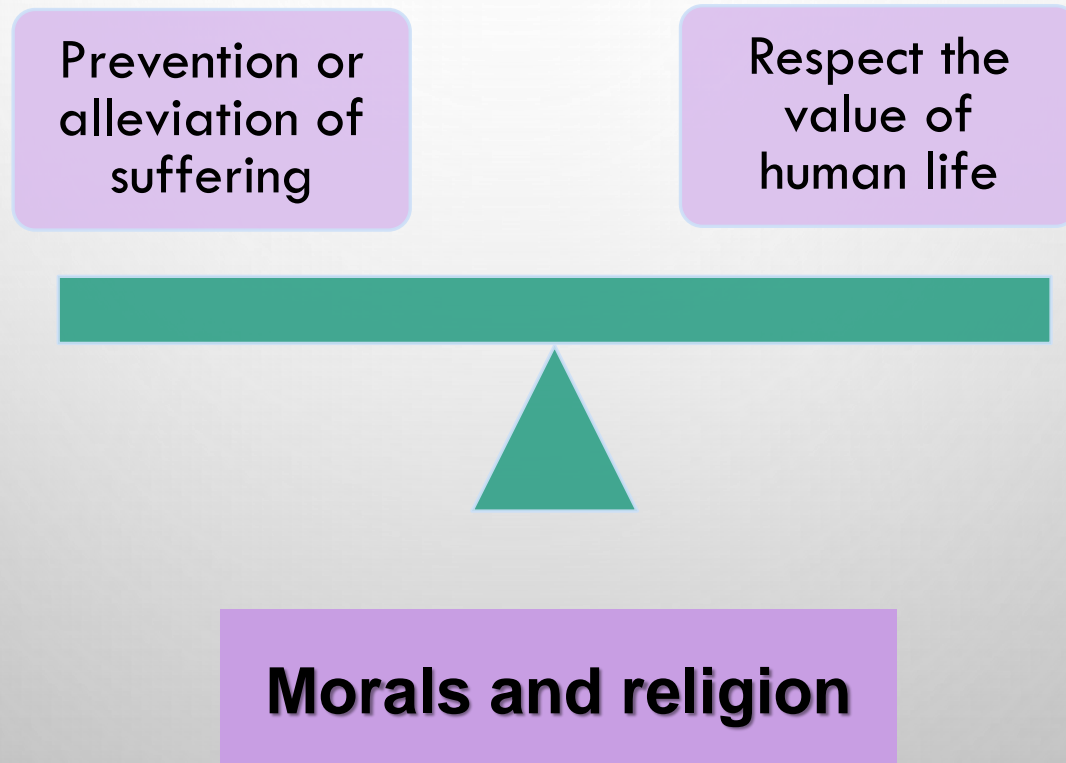 Prevention or
alleviation of
suffering
Respect the
value of
human life
Morals and religion